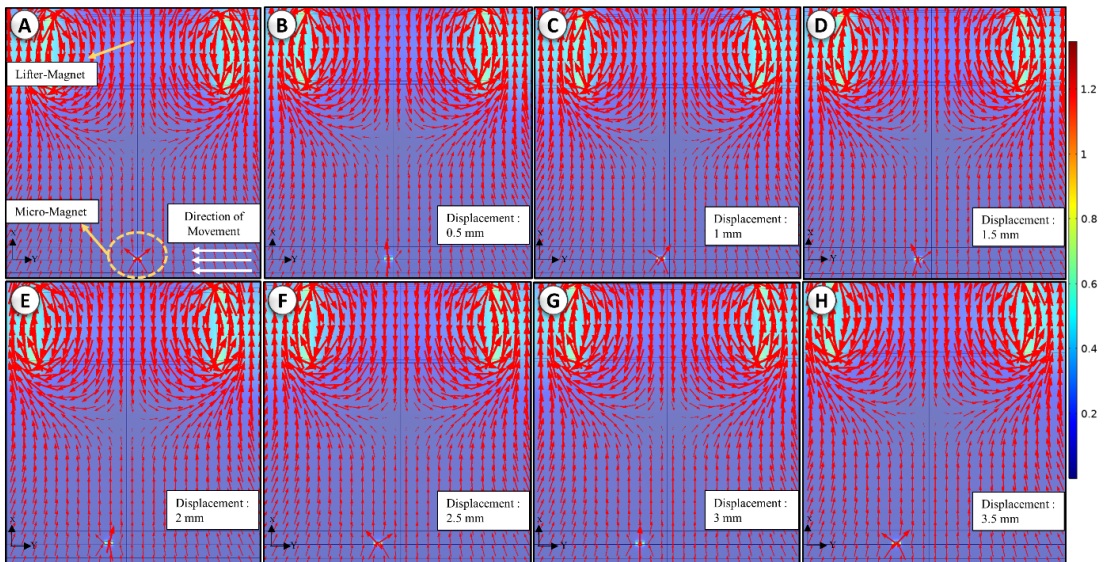 A
B
C
D
Lifter-Magnet
1.2
1
0.8
Micro-Magnet
Direction of
Movement
Displacement :
0.5 mm
Displacement :
1 mm
Displacement :
1.5 mm
X
Y
X
Y
X
Y
X
Y
E
F
G
H
0.6
0.4
0.2
Displacement :
2 mm
Displacement :
2.5 mm
Displacement :
3 mm
Displacement :
3.5 mm
X
Y
X
Y
X
Y
X
Y